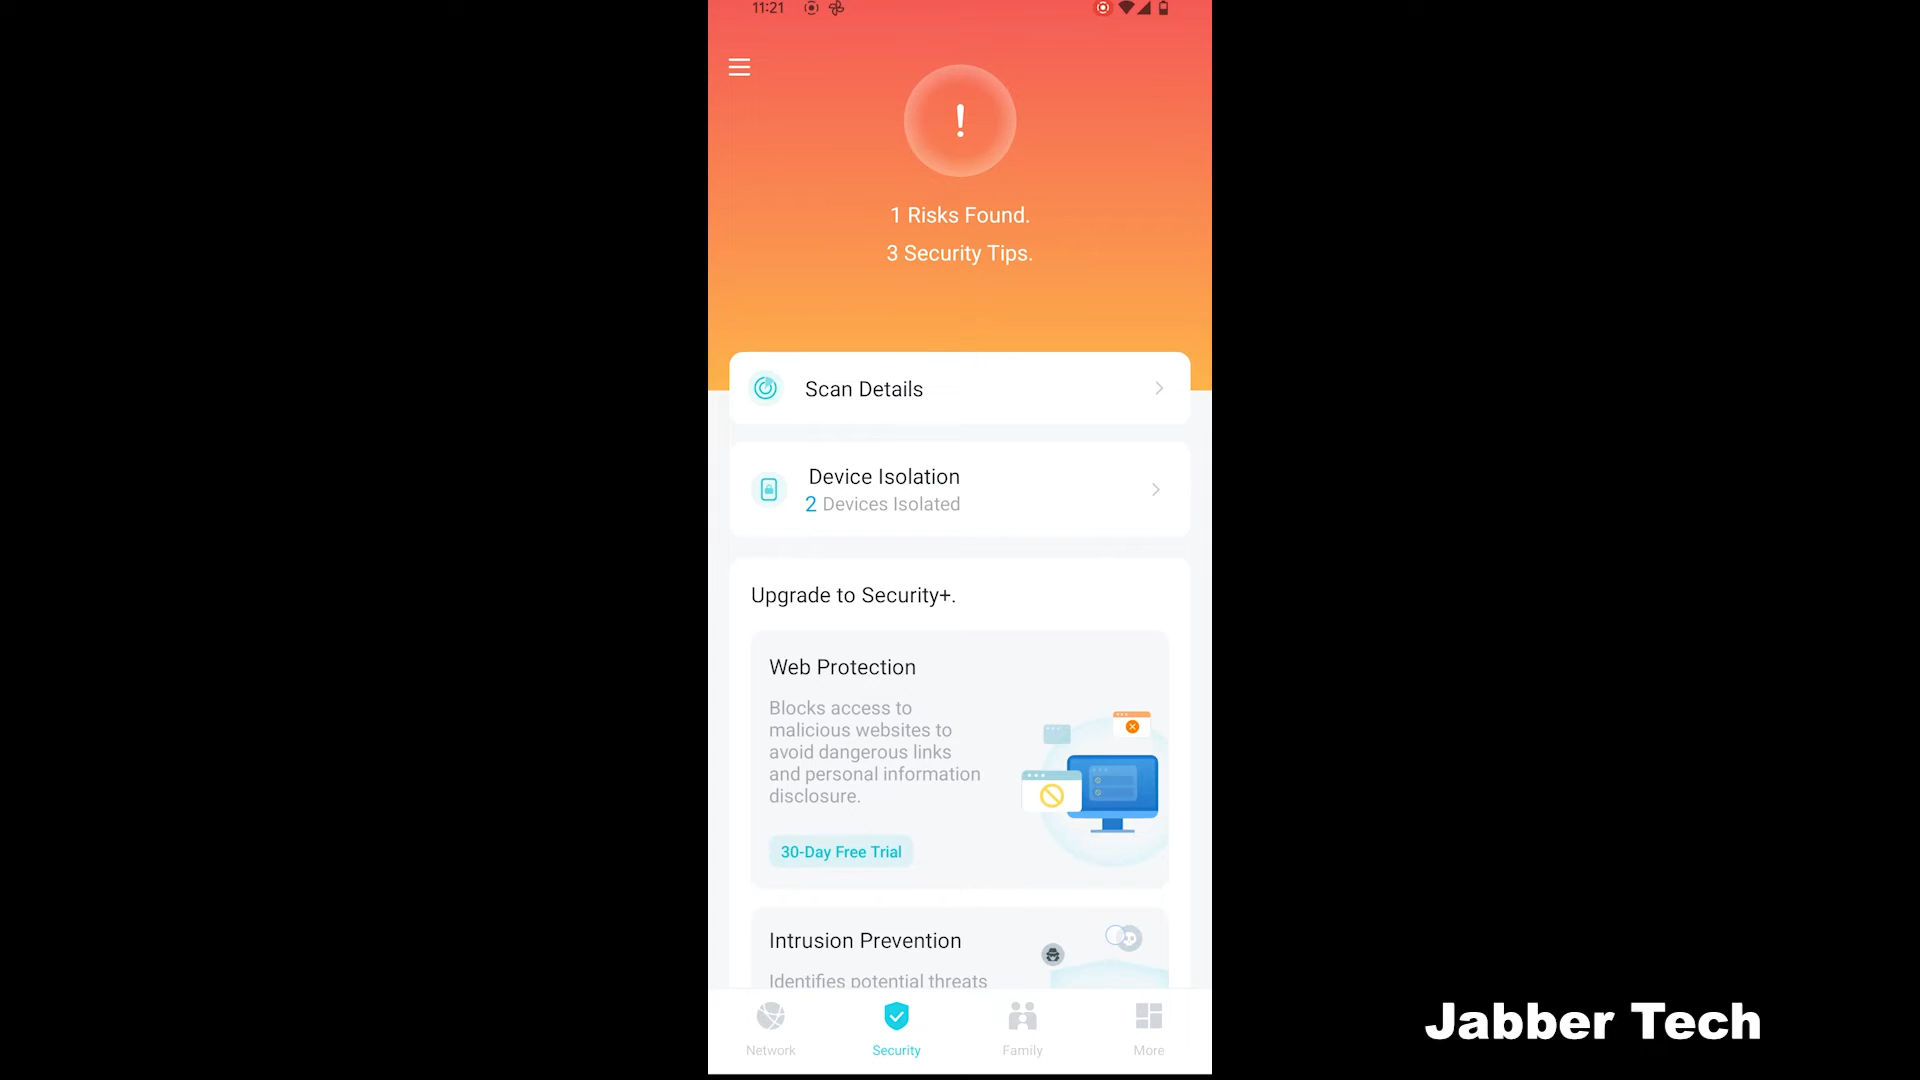 11:21
1 Risks Found.
3 Security Tips.
Scan Details
Device Isolation
2 Devices Isolated
Upgrade to Security+.
Web Protection
Blocks access to
malicious websites to
avoid dangerous links
and personal information
disclosure.
30-Day Free Trial
Intrusion Prevention
Identifies potential threats
Network
Security
Family
More
Jabber Tech